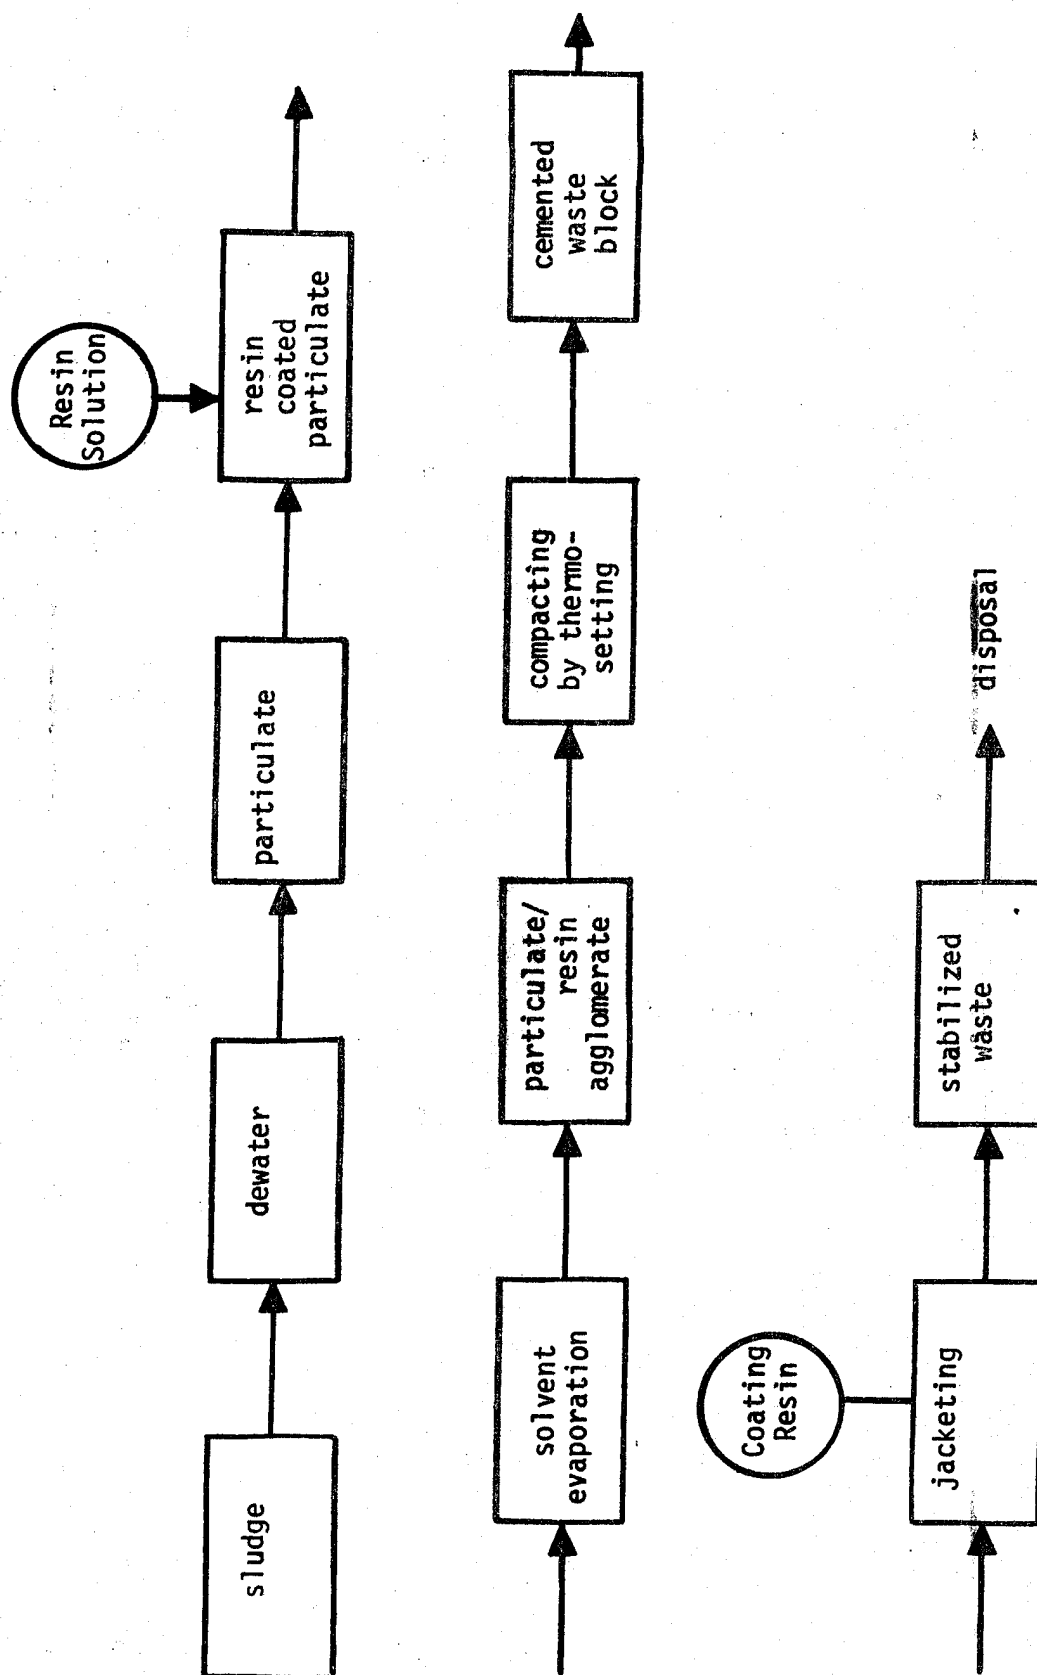 sludge
dewater
particulate
Resin
Solution
resin
coated
particulate
solvent
evaporation
particulate/
resin
agglomerate
compacting
by thermo-
setting
cemented
waste
block
Coating
Resin
jacketing
stabilized
waste
disposal